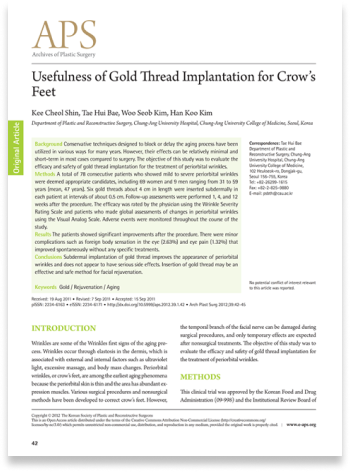 APS
Archives of Plastic Surgery
Original Article
Usefulness of Gold Thread Implantation for Crow's
Feet
Kee Cheol Shin, Tae Hui Bae, Woo Seob Kim, Han Koo Kim
Department of Plastic and Reconstructive Surgery, Chung-Ang University Hospital, Chung-Ang University College of Medicine, Seoul, Korea
Background Conservative techniques designed to block or delay the aging process have been
utilized in various ways for many years. However, their effects can be relatively minimal and
short-term in most cases compared to surgery. The objective of this study was to evaluate the
efficacy and safety of gold thread implantation for the treatment of periorbital wrinkles.
Methods A total of 78 consecutive patients who showed mild to severe periorbital wrinkles
were deemed appropriate candidates, including 69 women and 9 men ranging from 31 to 59
years (mean, 47 years). Six gold threads about 4 cm in length were inserted subdermally in
each patient at intervals of about 0.5 cm. Follow-up assessments were performed 1, 4, and 12
weeks after the procedure. The efficacy was rated by the physician using the Wrinkle Severity
Rating Scale and patients who made global assessments of changes in periorbital wrinkles
using the Visual Analog Scale. Adverse events were monitored throughout the course of the
study.
Results The patients showed significant improvements after the procedure. There were minor
complications such as foreign body sensation in the eye (2.63%) and eye pain (1.32%) that
improved spontaneously without any specific treatments.
Conclusions Subdermal implantation of gold thread improves the appearance of periorbital
wrinkles and does not appear to have serious side effects. Insertion of gold thread may be an
effective and safe method for facial rejuvenation.
Keywords Gold / Rejuvenation / Aging
Correspondence: Tae Hui Bae
Department of Plastic and
Reconstructive Surgery, Chung-Ang
University Hospital, Chung-Ang
University College of Medicine,
102 Heukseok-ro, Dongjak-gu,
Seoul 156-755, Korea
Tel: +82-26299-1615
Fax: +82-2-825-9880
E-mail: psbth@cau.ac.kr
No potential conflict of interest relevant
to this article was reported.
Received: 10 Aug 2011 • Revised: 7 Sep 2011 • Accepted: 15 Sep 2011
pISSN: 2234-6163 • eISSN: 2234-6171 • http://dx.doi.org/10.5999/aps.2012.39.1.42 • Arch Plast Surg 2012;39:42-45
INTRODUCTION
Wrinkles are some of the Wrinkles first signs of the aging pro-
cess. Wrinkles occur through elastosis in the dermis, which is
associated with external and internal factors such as ultraviolet
light, excessive massage, and body mass changes. Periorbital
wrinkles, or crow's feet, are among the earliest aging phenomena
because the periorbital skin is thin and the area has abundant ex-
pression muscles. Various surgical procedures and nonsurgical
methods have been developed to correct crow's feet. However,
the temporal branch of the facial nerve can be damaged during
surgical procedures, and only temporary effects are expected
after nonsurgical treatments. The objective of this study was to
evaluate the efficacy and safety of gold thread implantation for
the treatment of periorbital wrinkles.
METHODS
This clinical trial was approved by the Korean Food and Drug
Administration (09-998) and the Institutional Review Board of
Copyright © 2012 The Korean Society of Plastic and Reconstructive Surgeons
This is an Open Access article distributed under the terms of the Creative Commons Attribution Non-Commercial License (http://creativecommons.org/
licenses/by-nc/3.0/) which permits unrestricted non-commercial use, distribution, and reproduction in any medium, provided the original work is properly cited. | www.e-aps.org
42